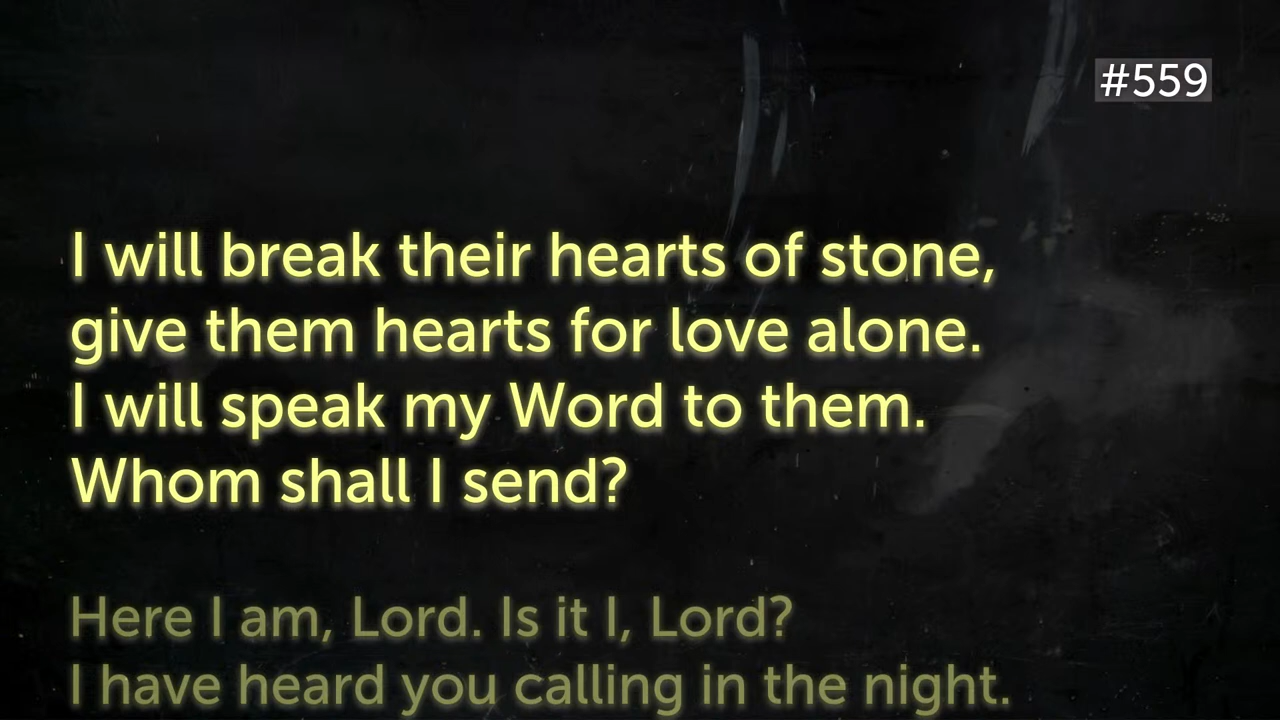 #559
I will break their hearts of stone,
give them hearts for love alone.
I will speak my Word to them.
Whom shall I send?
Here I am, Lord. Is it I, Lord?
I have heard you calling in the night.